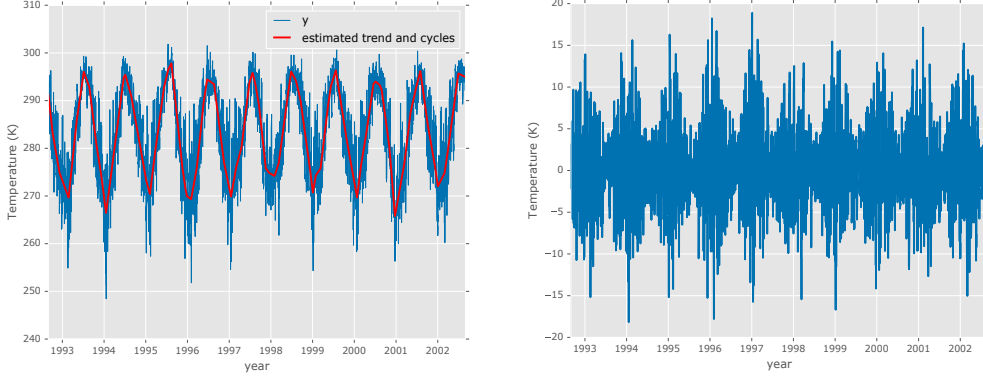 310
300
290
280
270
260
250
240
Temperature (K)
y
estimated trend and cycles
1993 1994 1995 1996 1997 1998 1999 2000 2001 2002
year
20
15
10
5
0
−5
−10
−15
−20
Temperature (K)
1993 1994 1995 1996 1997 1998 1999 2000 2001 2002
year